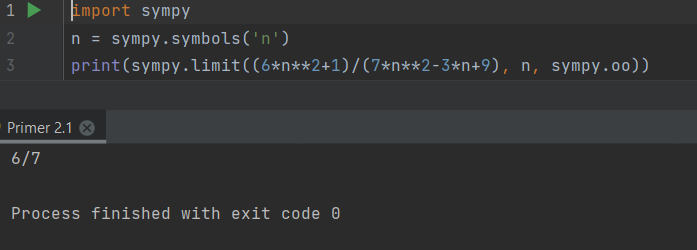 1 import sympy
2 n = sympy.symbols('n')
3 print(sympy.limit((6*n**2+1)/(7*n**2-3*n+9), n, sympy.oo))
Primer 2.1
6/7
Process finished with exit code 0